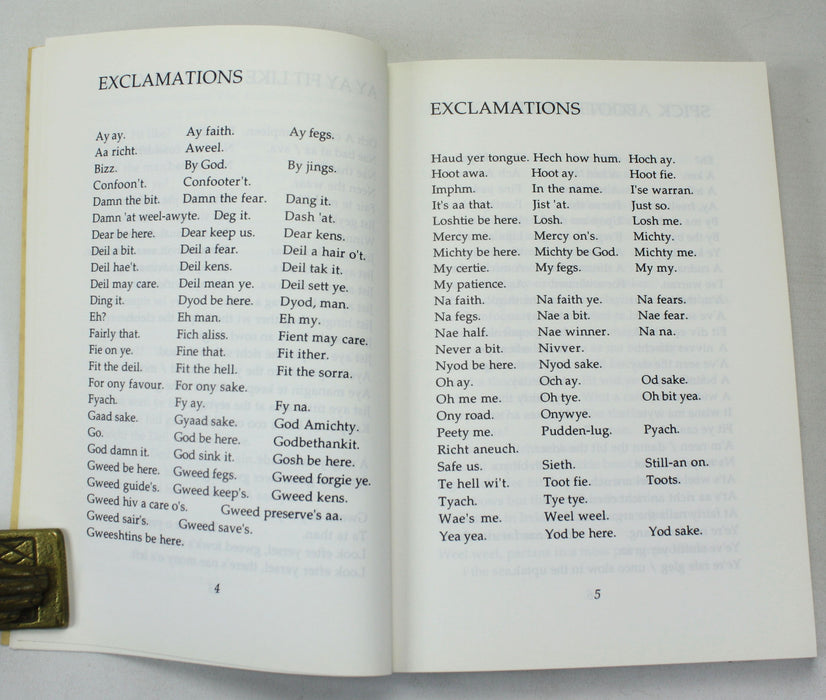 EXCLAMATIONS
Ay ay. Ay faith. Ay fegs.
Aa richt. Aweel.
Bizz. By God. By jings.
Confoon't. Confooter't.
Damn the bit. Damn the fear. Dang it.
Damn 'at weel-awyte. Deg it. Dash 'at.
Dear be here. Dear keep us. Dear kens.
Deil a bit. Deil a fear. Deil a hair o't.
Deil hae't. Deil kens. Deil tak it.
Deil may care. Deil mean ye. Deil sett ye.
Ding it. Dyod be here. Dyod, man.
Eh? Eh man. Eh my.
Fairly that. Fich aliss. Fient may care.
Fie on ye. Fine that. Fit ither.
Fit the deil. Fit the hell. Fit the sorra.
For ony favour. For ony sake.
Fyach. Fy ay. Fy na.
Gaad sake. Gyaad sake. God Amichty.
Go. God be here. Godbethankit.
God damn it. God sink it. Gosh be here.
Gweed be here. Gweed fegs. Gweed forgie ye.
Gweed guide's. Gweed keep's. Gweed kens.
Gweed hiv a care o's. Gweed preserve's aa.
Gweed sair's. Gweed save's.
Gweeshtins be here.
4
EXCLAMATIONS
Haud yer tongue. Hech how hum. Hoch ay.
Hoot awa. Hoot ay. Hoot fie.
Imphm. In the name. I'se warran.
It's aa that. Jist 'at. Just so.
Loshtie be here. Losh. Losh me.
Mercy me. Mercy on's. Michty.
Michty be here. Michty be God. Michty me.
My certie. My fegs. My my.
My patience.
Na faith. Na faith ye. Na fears.
Na fegs. Nae a bit. Nae fear.
Nae half. Nae winner. Na na.
Never a bit. Nivver.
Nyod be here. Nyod sake.
Oh ay. Och ay. Od sake.
Oh me me. Oh tye. Oh bit yea.
Ony road. Onywye.
Peety me. Pudden-lug. Pyach.
Richt aneuch.
Safe us. Sieth. Still-an on.
Te hell wi't. Toot fie. Toots.
Tyach. Tye tye.
Wae's me. Weel weel.
Yea yea. Yod be here. Yod sake.
5